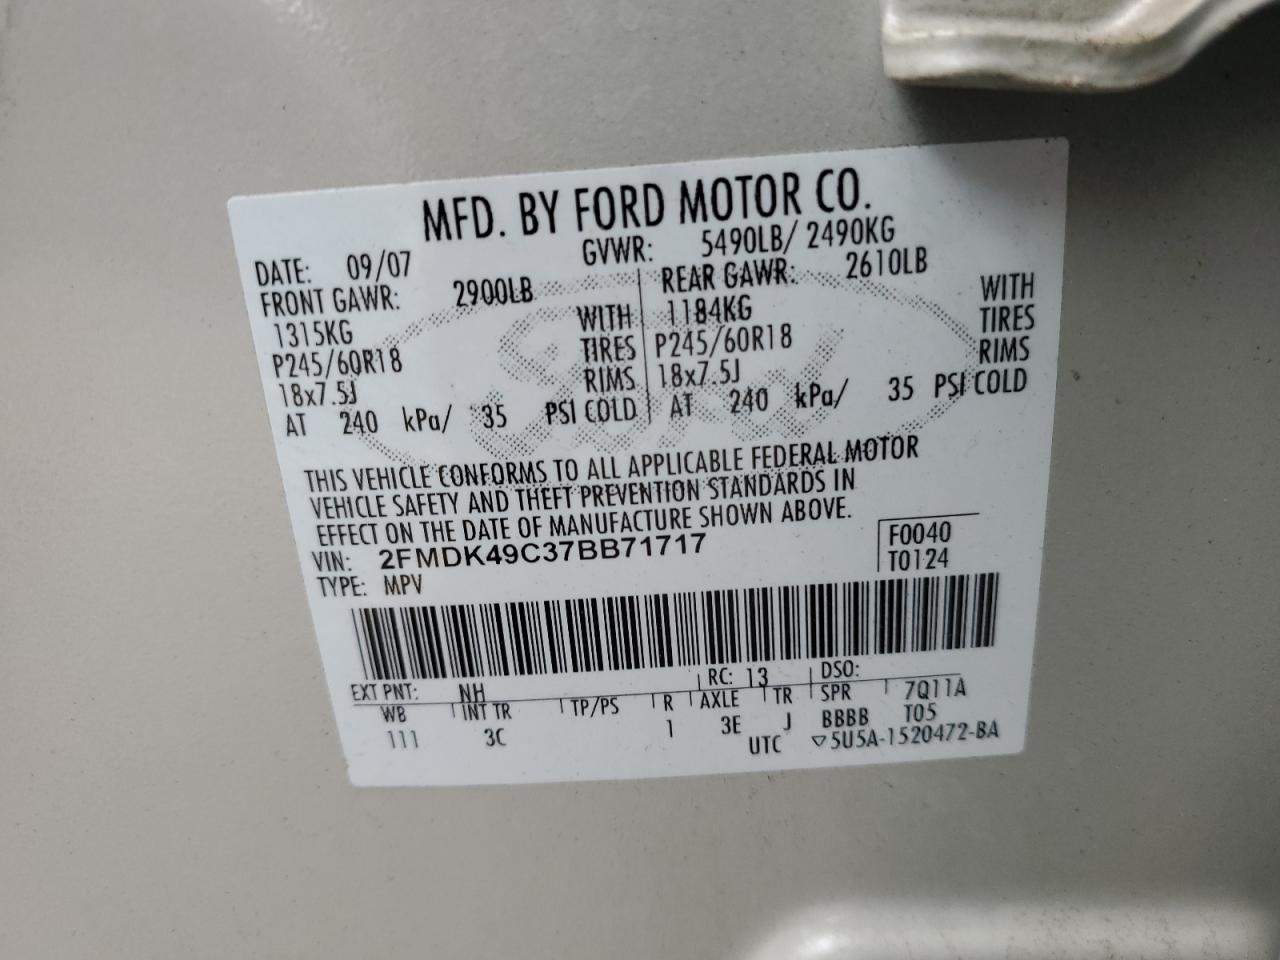 MFD. BY FORD MOTOR CO.
DATE: 09/07 GVWR: 5490LB/ 2490KG
FRONT GAWR: 2900LB REAR GAWR: 2610LB
1315KG WITH 1184KG WITH
P245/60R18 TIRES P245/60R18 TIRES
18x7.5J RIMS 18x7.5J RIMS
AT 240 kPa/ 35 PSI COLD AT 240 kPa/ 35 PSI COLD
Ford
THIS VEHICLE CONFORMS TO ALL APPLICABLE FEDERAL MOTOR
VEHICLE SAFETY AND THEFT PREVENTION STANDARDS IN
EFFECT ON THE DATE OF MANUFACTURE SHOWN ABOVE.
VIN: 2FMDK49C37BB71717 F0040
TYPE: MPV T0124
EXT PNT: NH RC: 13 DSO:
WB INT TR TP/PS R AXLE TR SPR 7Q11A
111 3C 1 3E J BBBB T05
UTC ▽5U5A-1520472-BA